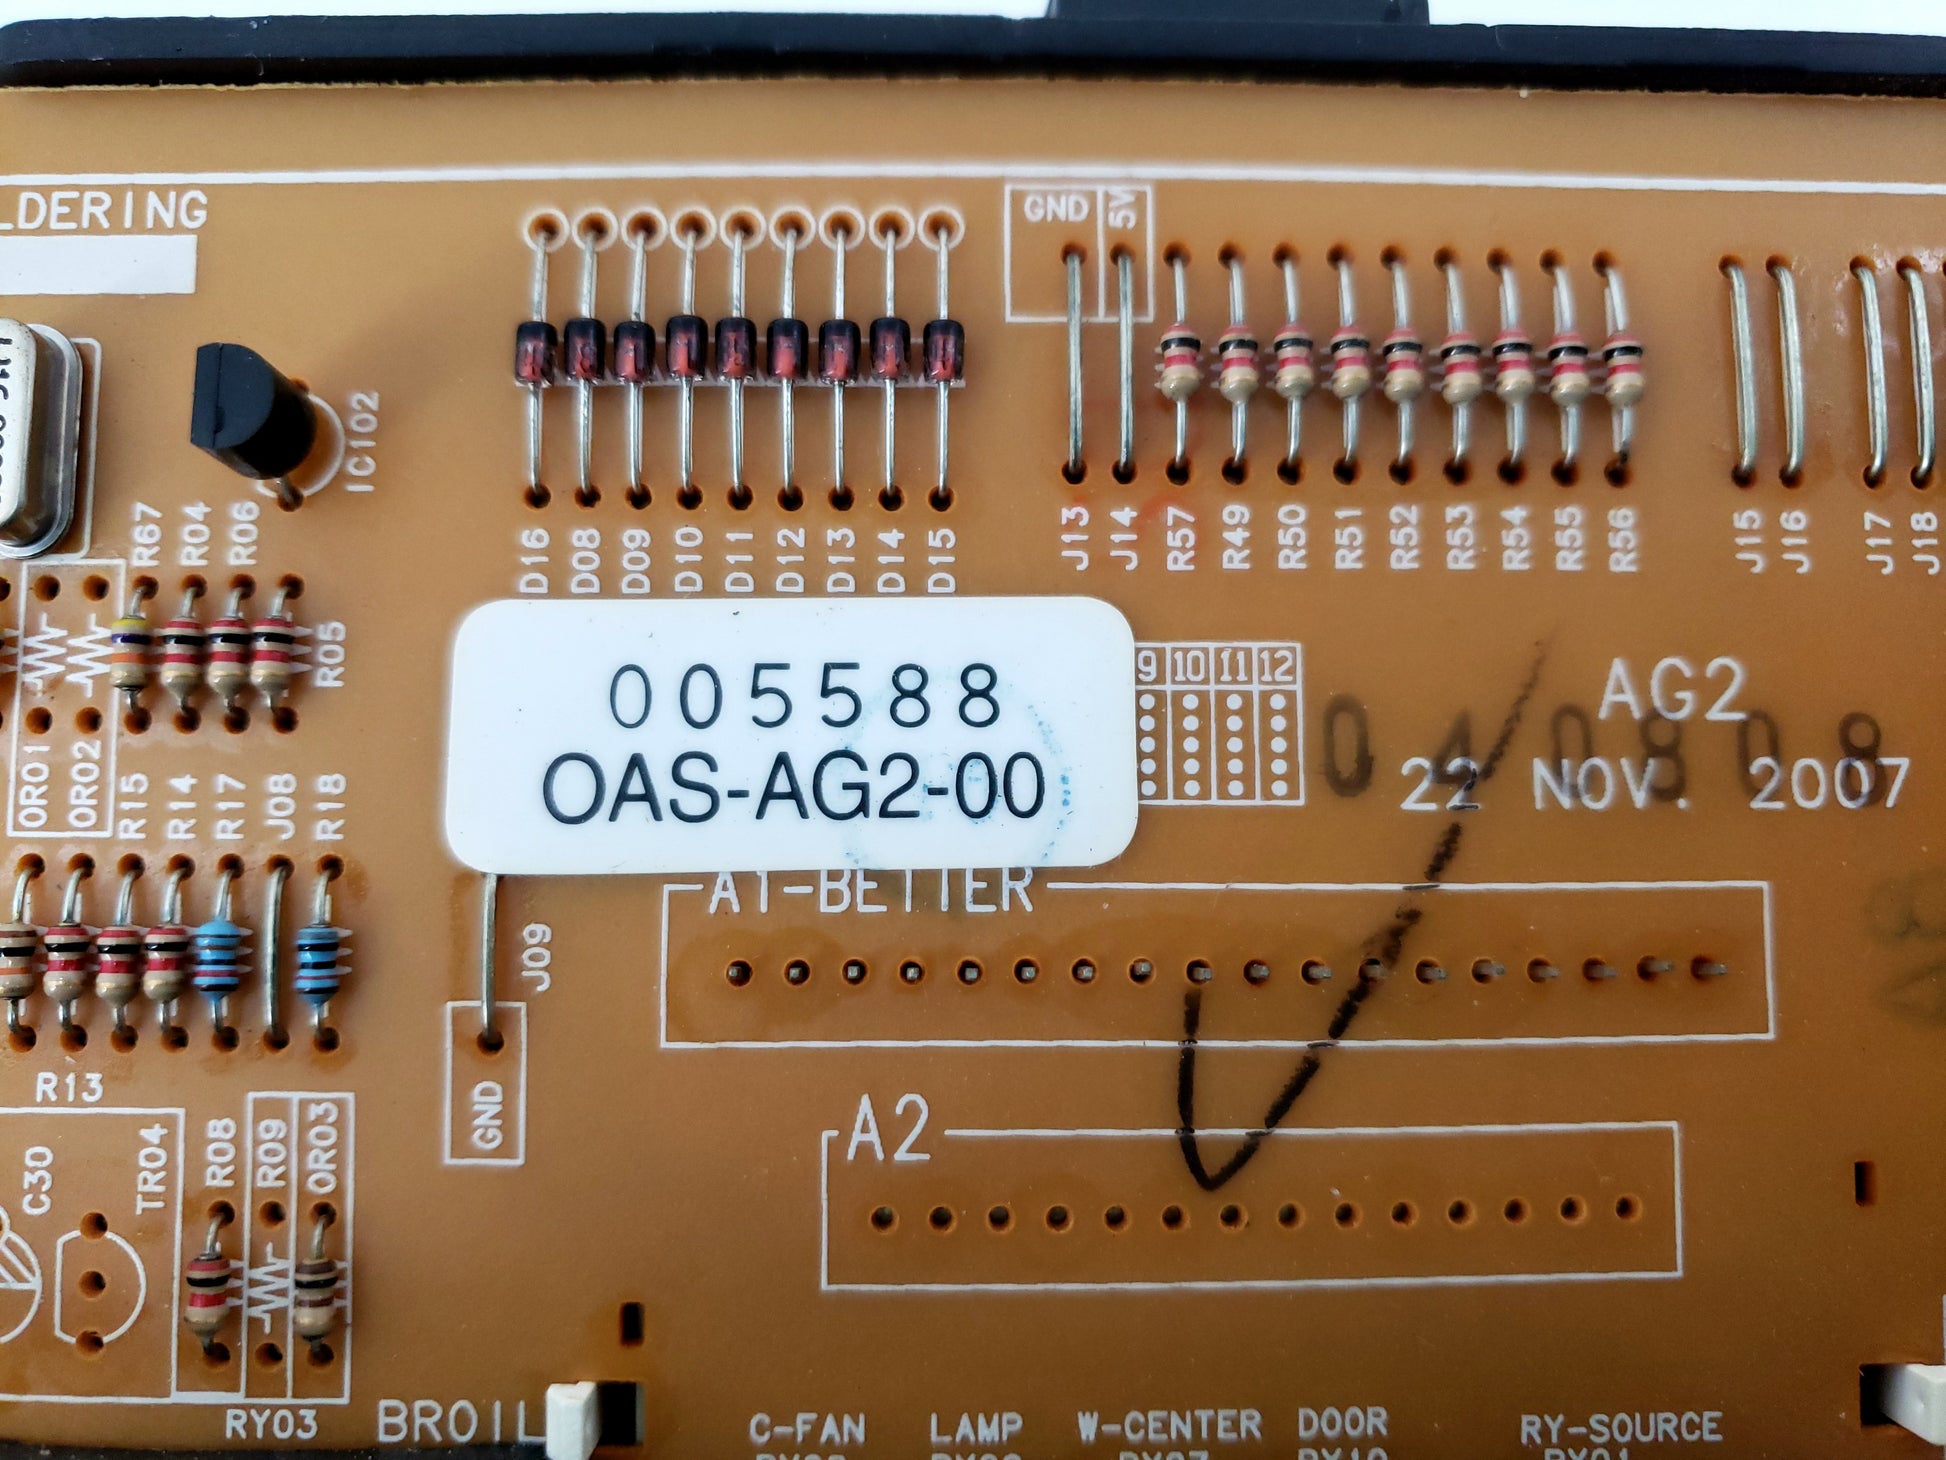 LDERING
GND
5V
IC102
D16
D08
D09
D10
D11
D12
D13
D14
D15
J13
J14
R57
R49
R50
R51
R52
R53
R54
R55
R56
J15
J16
J17
J18
R67
R04
R06
R05
005588
OAS-AG2-00
9 10 11 12
AG2
040808
22 NOV. 2007
OR01
OR02
R15
R14
R17
J08
R18
A1-BETTER
J09
GND
R13
C30
TR04
R08
R09
OR03
A2
RY03
BROIL
C-FAN
LAMP
W-CENTER
DOOR
RY-SOURCE